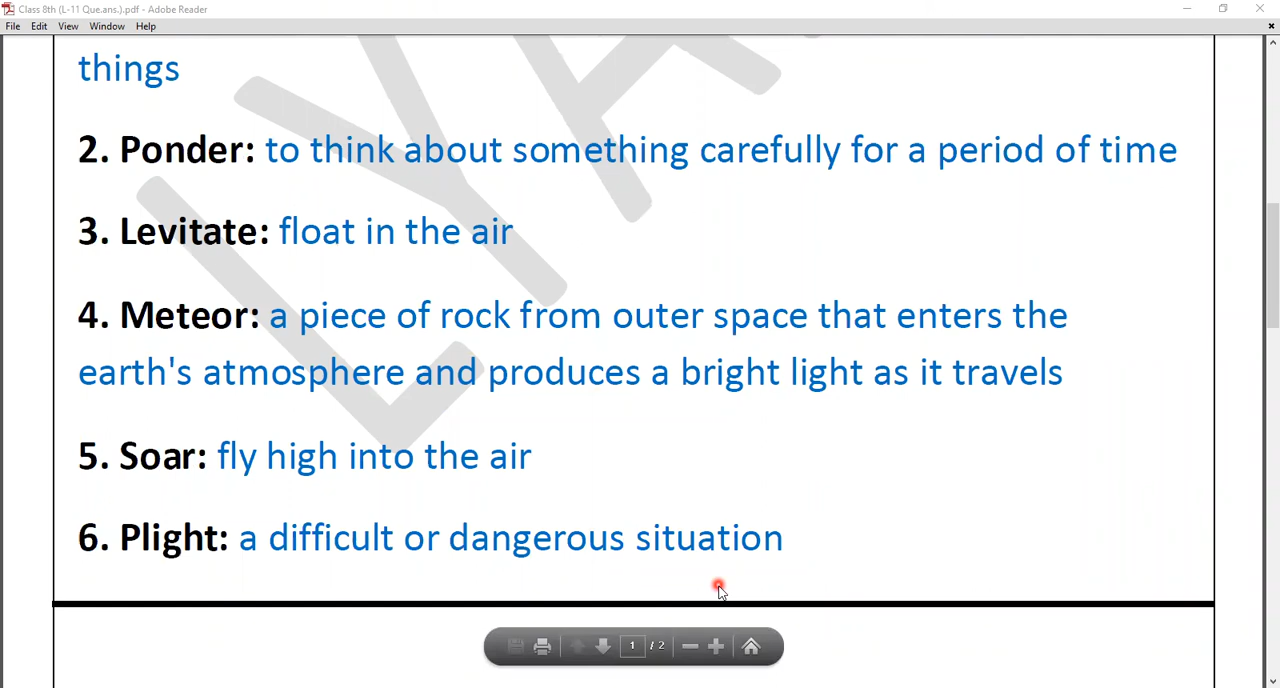 Class 8th (L-11 Que.ans.).pdf - Adobe Reader
File Edit View Window Help
things
2. Ponder: to think about something carefully for a period of time
3. Levitate: float in the air
4. Meteor: a piece of rock from outer space that enters the
earth's atmosphere and produces a bright light as it travels
5. Soar: fly high into the air
6. Plight: a difficult or dangerous situation
1 / 2